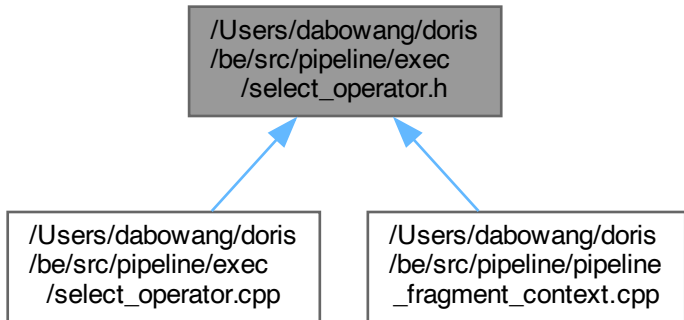 /Users/dabowang/doris
/be/src/pipeline/exec
/select_operator.h
/Users/dabowang/doris
/be/src/pipeline/exec
/select_operator.cpp
/Users/dabowang/doris
/be/src/pipeline/pipeline
_fragment_context.cpp